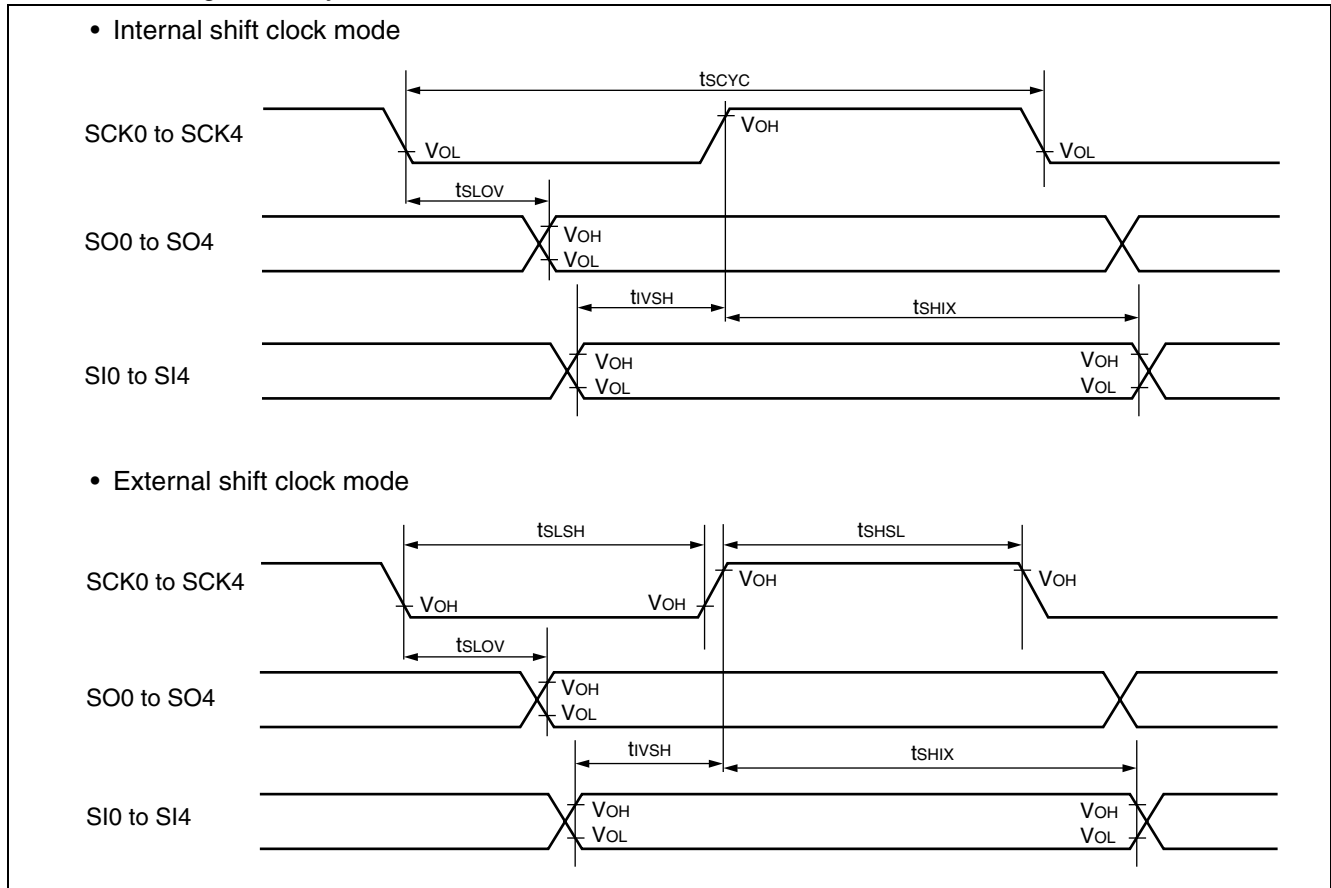 • Internal shift clock mode
tSCYC
SCK0 to SCK4
VOL
VOH
VOL
tSLOV
SO0 to SO4
VOH
VOL
tIVSH
tSHIX
SI0 to SI4
VOH
VOL
VOH
VOL
• External shift clock mode
tSLSH
tSHSL
SCK0 to SCK4
VOH
VOH
VOH
VOH
tSLOV
SO0 to SO4
VOH
VOL
tIVSH
tSHIX
SI0 to SI4
VOH
VOL
VOH
VOL